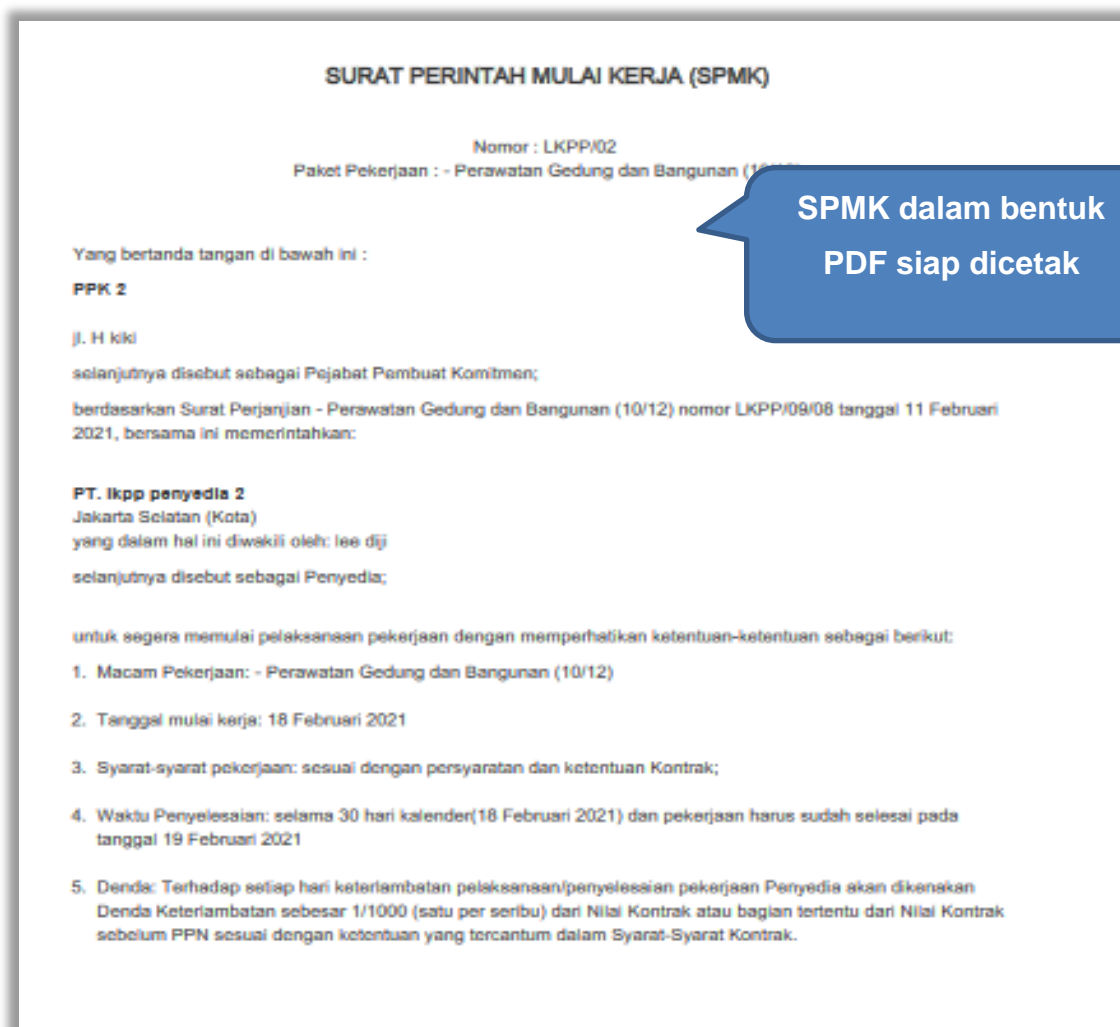 SURAT PERINTAH MULAI KERJA (SPMK)
Nomor : LKPP/02
Paket Pekerjaan : - Perawatan Gedung dan Bangunan
SPMK dalam bentuk
PDF siap dicetak
Yang bertanda tangan di bawah ini :
PPK 2
jl. H kiki
selanjutnya disebut sebagai Pejabat Pembuat Komitmen;
berdasarkan Surat Perjanjian - Perawatan Gedung dan Bangunan (10/12) nomor LKPP/09/08 tanggal 11 Februari
2021, bersama ini memerintahkan:
PT. lkpp penyedia 2
Jakarta Selatan (Kota)
yang dalam hal ini diwakili oleh: lee diji
selanjutnya disebut sebagai Penyedia;
untuk segera memulai pelaksanaan pekerjaan dengan memperhatikan ketentuan-ketentuan sebagai berikut:
1. Macam Pekerjaan: - Perawatan Gedung dan Bangunan (10/12)
2. Tanggal mulai kerja: 18 Februari 2021
3. Syarat-syarat pekerjaan: sesuai dengan persyaratan dan ketentuan Kontrak;
4. Waktu Penyelesaian: selama 30 hari kalender(18 Februari 2021) dan pekerjaan harus sudah selesai pada
tanggal 19 Februari 2021
5. Denda: Terhadap setiap hari keterlambatan pelaksanaan/penyelesaian pekerjaan Penyedia akan dikenakan
Denda Keterlambatan sebesar 1/1000 (satu per seribu) dari Nilai Kontrak atau bagian tertentu dari Nilai Kontrak
sebelum PPN sesuai dengan ketentuan yang tercantum dalam Syarat-Syarat Kontrak.